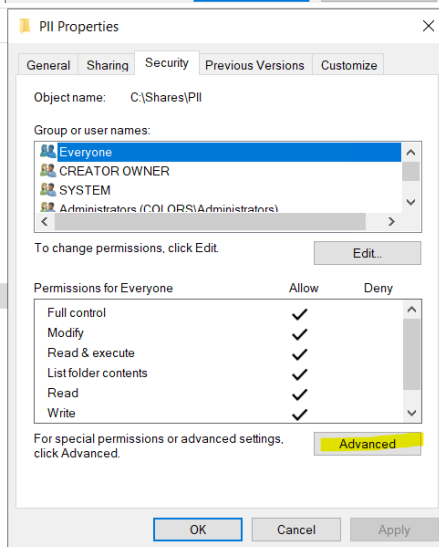 PII Properties
General Sharing Security Previous Versions Customize
Object name: C:\Shares\PII
Group or user names:
Everyone
CREATOR OWNER
SYSTEM
Administrators (COLORS\Administrators)
To change permissions, click Edit.
Edit...
Permissions for Everyone Allow Deny
Full control
Modify
Read & execute
List folder contents
Read
Write
For special permissions or advanced settings,
click Advanced.
Advanced
OK Cancel Apply